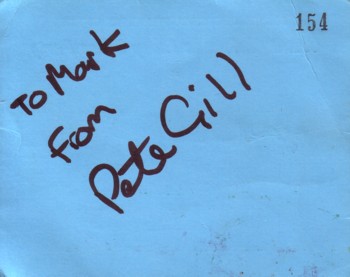 154
To Mark
From
Pete Gill